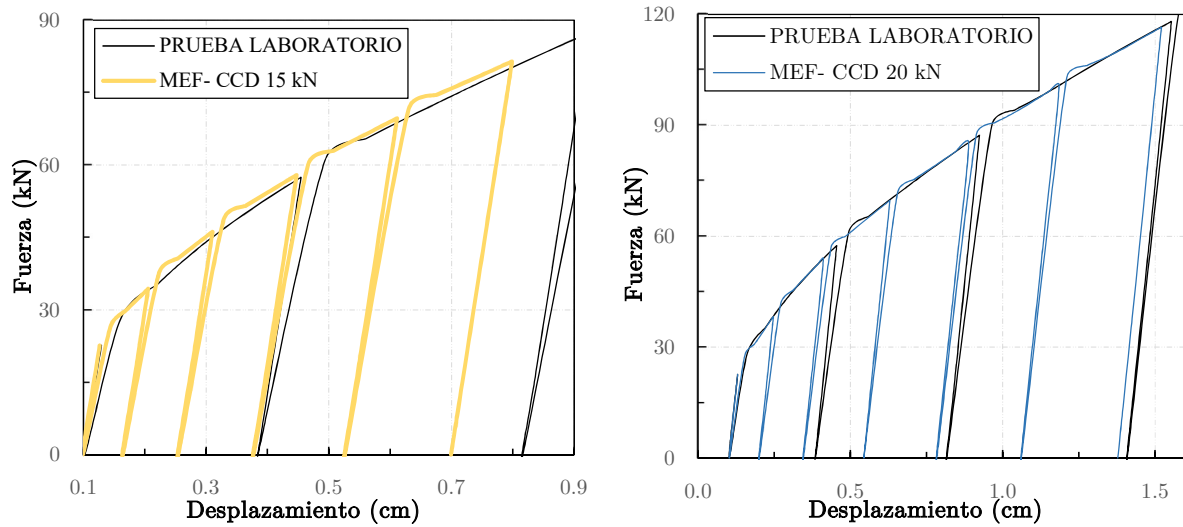 90
PRUEBA LABORATORIO
MEF- CCD 15 kN
60
30
0
Fuerza (kN)
0.1
0.3
0.5
0.7
0.9
Desplazamiento (cm)
120
PRUEBA LABORATORIO
MEF- CCD 20 kN
90
60
30
0
Fuerza (kN)
0.0
0.5
1.0
1.5
Desplazamiento (cm)